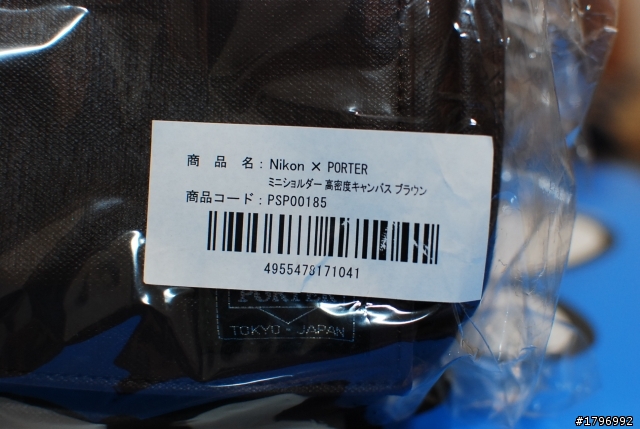 商 品 名 : Nikon × PORTER
ミニショルダー 高密度キャンバス ブラウン
商品コード : PSP00185
4955478171041
PORTER
TOKYO - JAPAN
#1796992